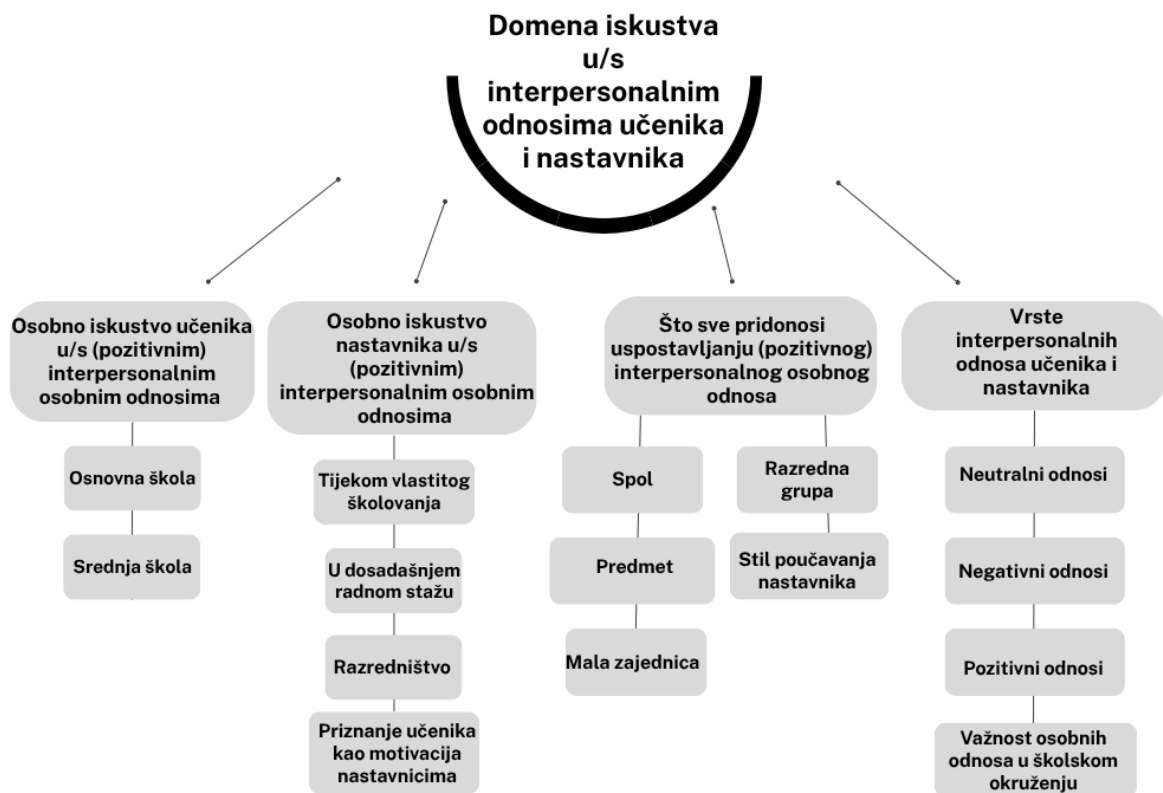 Domena iskustva
u/s
interpersonalnim
odnosima učenika
i nastavnika
Osobno iskustvo učenika
u/s (pozitivnim)
interpersonalnim
osobnim odnosima
Osnovna škola
Srednja škola
Osobno iskustvo
nastavnika u/s
(pozitivnim)
interpersonalnim osobnim
odnosima
Tijekom vlastitog
školovanja
U dosadašnjem
radnom stažu
Razredništvo
Priznanje učenika
kao motivacija
nastavnicima
Što sve pridonosi
uspostavljanju (pozitivnog)
interpersonalnog osobnog
odnosa
Spol
Predmet
Mala zajednica
Razredna
grupa
Stil poučavanja
nastavnika
Vrste
interpersonalnih
odnosa učenika i
nastavnika
Neutralni odnosi
Negativni odnosi
Pozitivni odnosi
Važnost osobnih
odnosa u školskom
okruženju